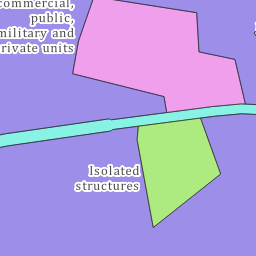 commercial,
public,
military and
private units
Isolated
structures